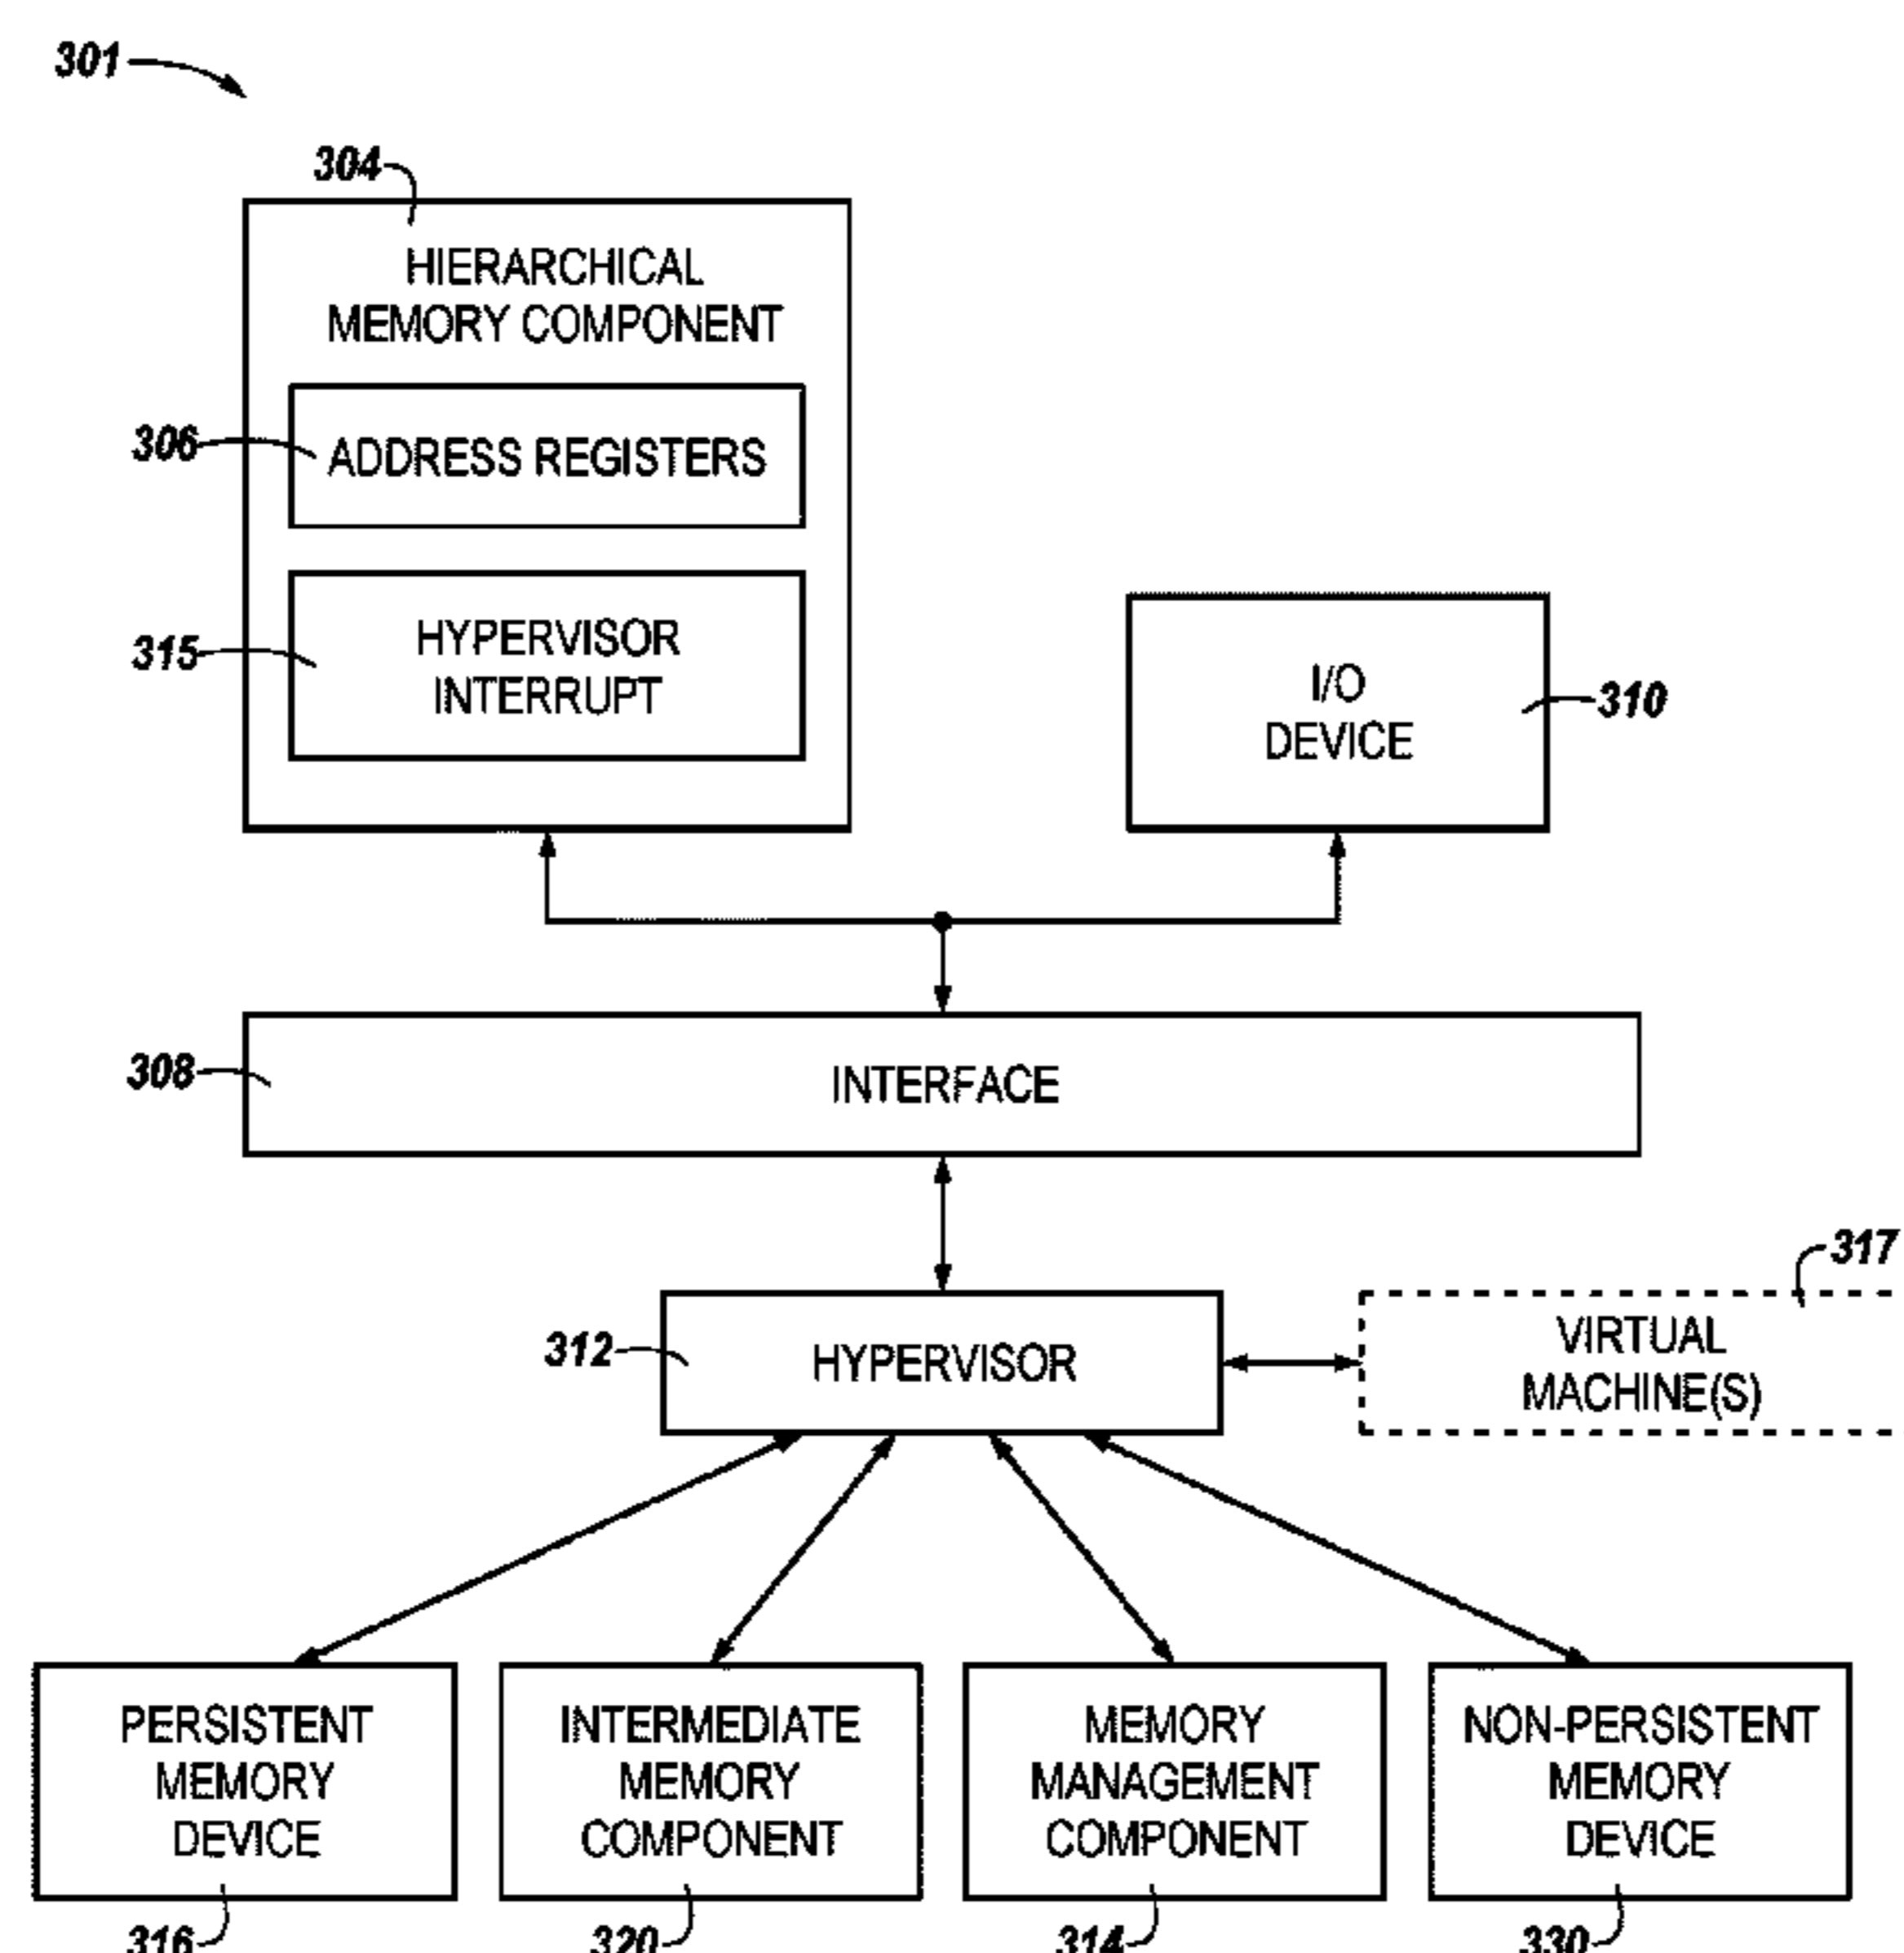 301
304
HIERARCHICAL
MEMORY COMPONENT
306
ADDRESS REGISTERS
315
HYPERVISOR
INTERRUPT
I/O
DEVICE
310
308
INTERFACE
317
312
HYPERVISOR
VIRTUAL
MACHINE(S)
PERSISTENT
MEMORY
DEVICE
INTERMEDIATE
MEMORY
COMPONENT
MEMORY
MANAGEMENT
COMPONENT
NON-PERSISTENT
MEMORY
DEVICE
316
320
314
330